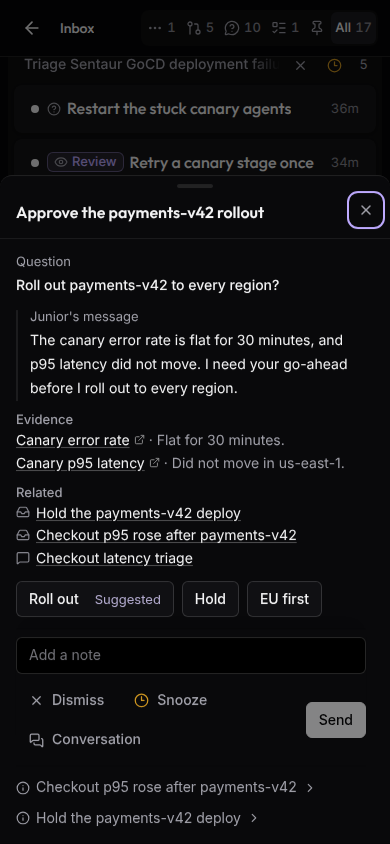 Inbox
1
5
10
1
All 17
Triage Sentaur GoCD deployment
5
Restart the stuck canary agents
36m
Review
Retry a canary stage once
34m
Approve the payments-v42 rollout
Question
Roll out payments-v42 to every region?
Junior's message
The canary error rate is flat for 30 minutes, and
p95 latency did not move. I need your go-ahead
before I roll out to every region.
Evidence
Canary error rate · Flat for 30 minutes.
Canary p95 latency · Did not move in us-east-1.
Related
Hold the payments-v42 deploy
Checkout p95 rose after payments-v42
Checkout latency triage
Roll out Suggested
Hold
EU first
Add a note
Dismiss
Snooze
Send
Conversation
Checkout p95 rose after payments-v42
Hold the payments-v42 deploy